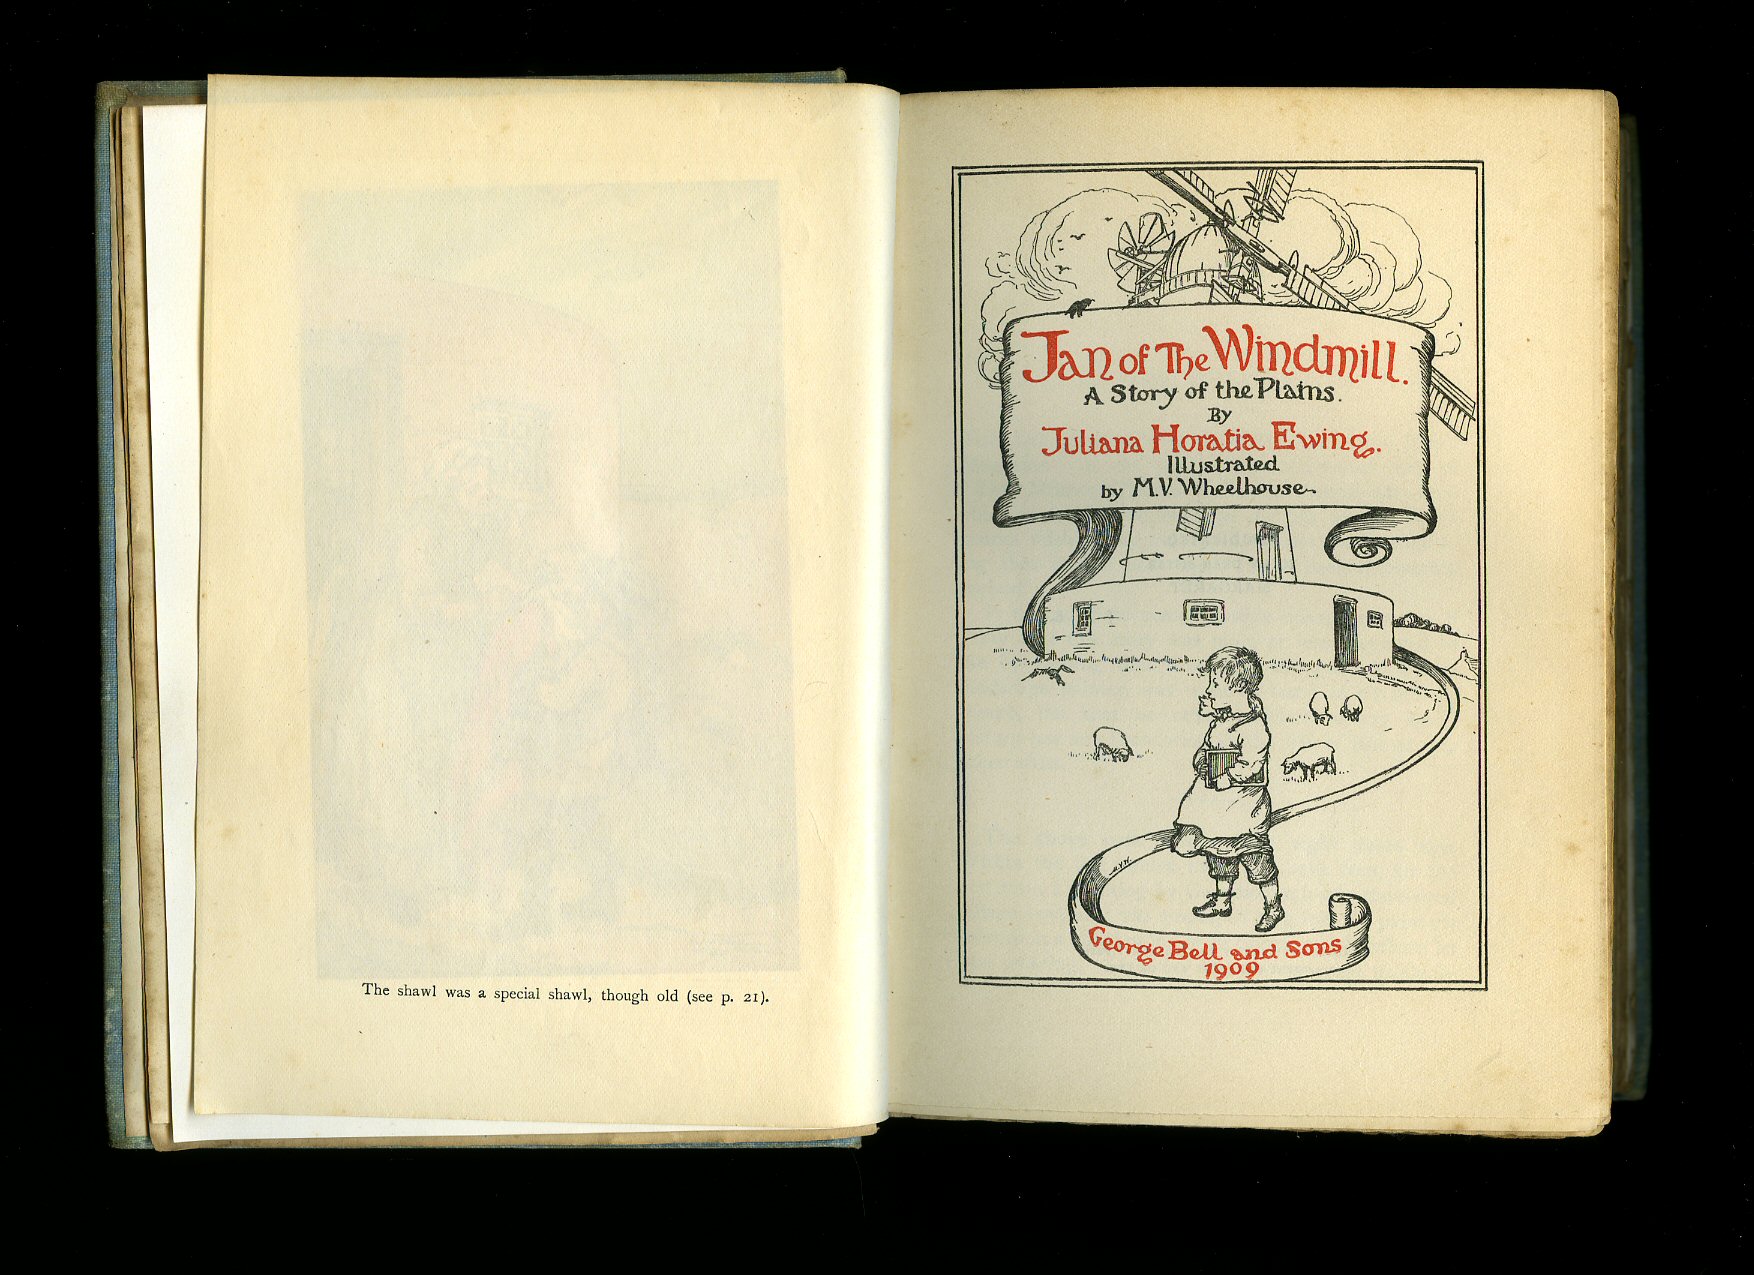 The shawl was a special shawl, though old (see p. 21).
Jan of The Windmill.
A Story of the Plains.
By
Juliana Horatia Ewing.
Illustrated
by M.V. Wheelhouse
M.V.W.
George Bell and Sons
1909